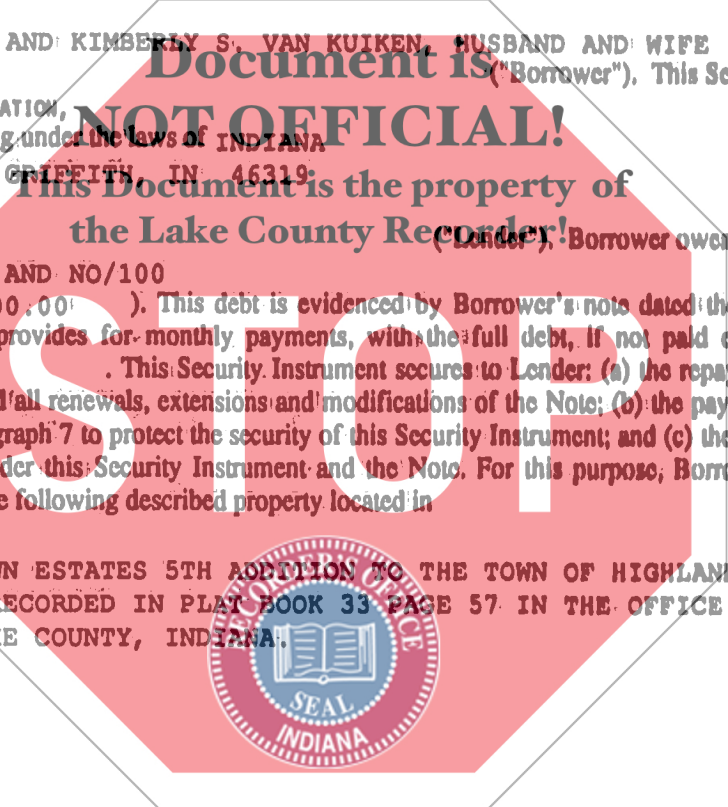 AND KIMBERLY S. VAN KUIKEN, HUSBAND AND WIFE
Document is
("Borrower"). This Se
ATION,
NOT OFFICIAL!
g under the laws of INDIANA
GRIFFITH, IN 46319
This Document is the property of
the Lake County Recorder!
("Lender"). Borrower owe
AND NO/100
00.00 ). This debt is evidenced by Borrower's note dated th
provides for monthly payments, with the full debt, if not paid e
. This Security Instrument secures to Lender: (a) the repa
d all renewals, extensions and modifications of the Note; (b) the pay
graph 7 to protect the security of this Security Instrument; and (c) the
der this Security Instrument and the Note. For this purpose, Borro
e following described property located in
STOP
WN ESTATES 5TH ADDITION TO THE TOWN OF HIGHLAND
RECORDED IN PLAT BOOK 33 PAGE 57 IN THE OFFICE
E COUNTY, INDIANA.
RECORDER'S OFFICE
SEAL
INDIANA